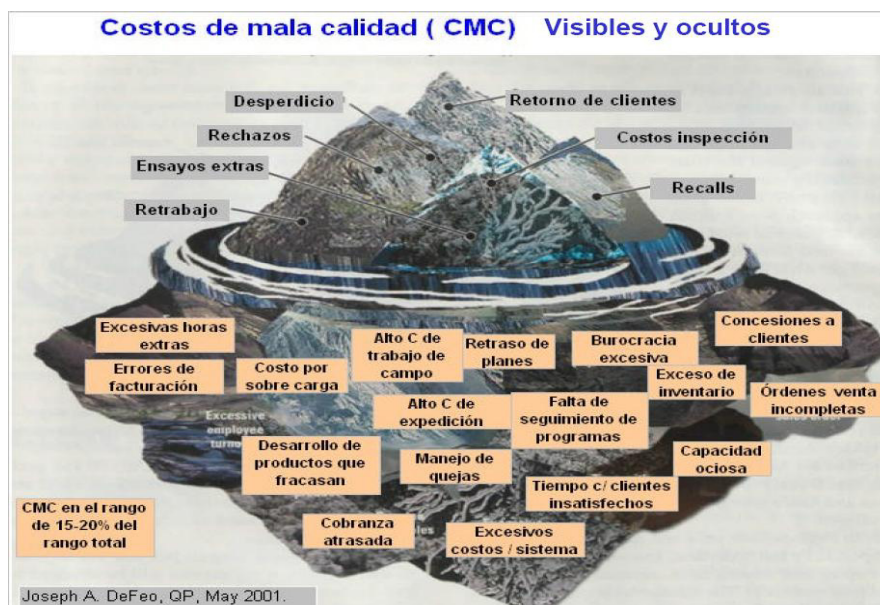 Costos de mala calidad ( CMC) Visibles y ocultos
Desperdicio
Retorno de clientes
Rechazos
Costos inspección
Ensayos extras
Recalls
Retrabajo
Excesivas horas
extras
Alto C de
trabajo de
campo
Retraso de
planes
Burocracia
excesiva
Concesiones a
clientes
Errores de
facturación
Costo por
sobre carga
Exceso de
inventario
Órdenes venta
incompletas
Excessive
employee
Alto C de
expedición
Falta de
seguimiento de
programas
Desarrollo de
productos que
fracasan
Manejo de
quejas
Capacidad
ociosa
Tiempo c/ clientes
insatisfechos
CMC en el rango
de 15-20% del
rango total
Cobranza
atrasada
Excesivos
costos / sistema
Joseph A. DeFeo, QP, May 2001.